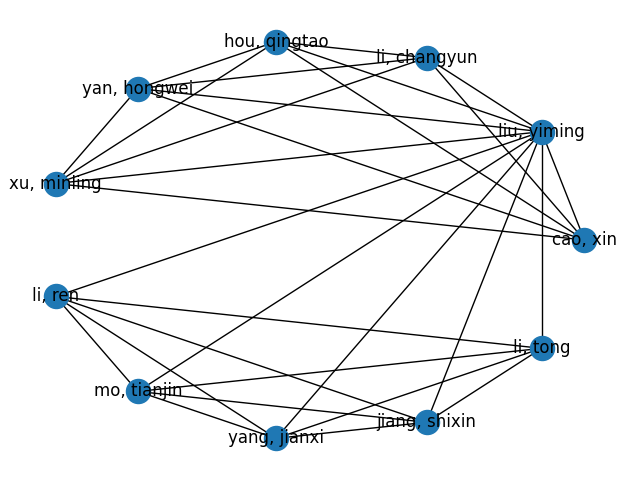 hou, qingtao
li, changyun
yan, hongwei
liu, yiming
xu, minling
cao, xin
li, ren
li, tong
mo, tianjin
jiang, shixin
yang, jianxi